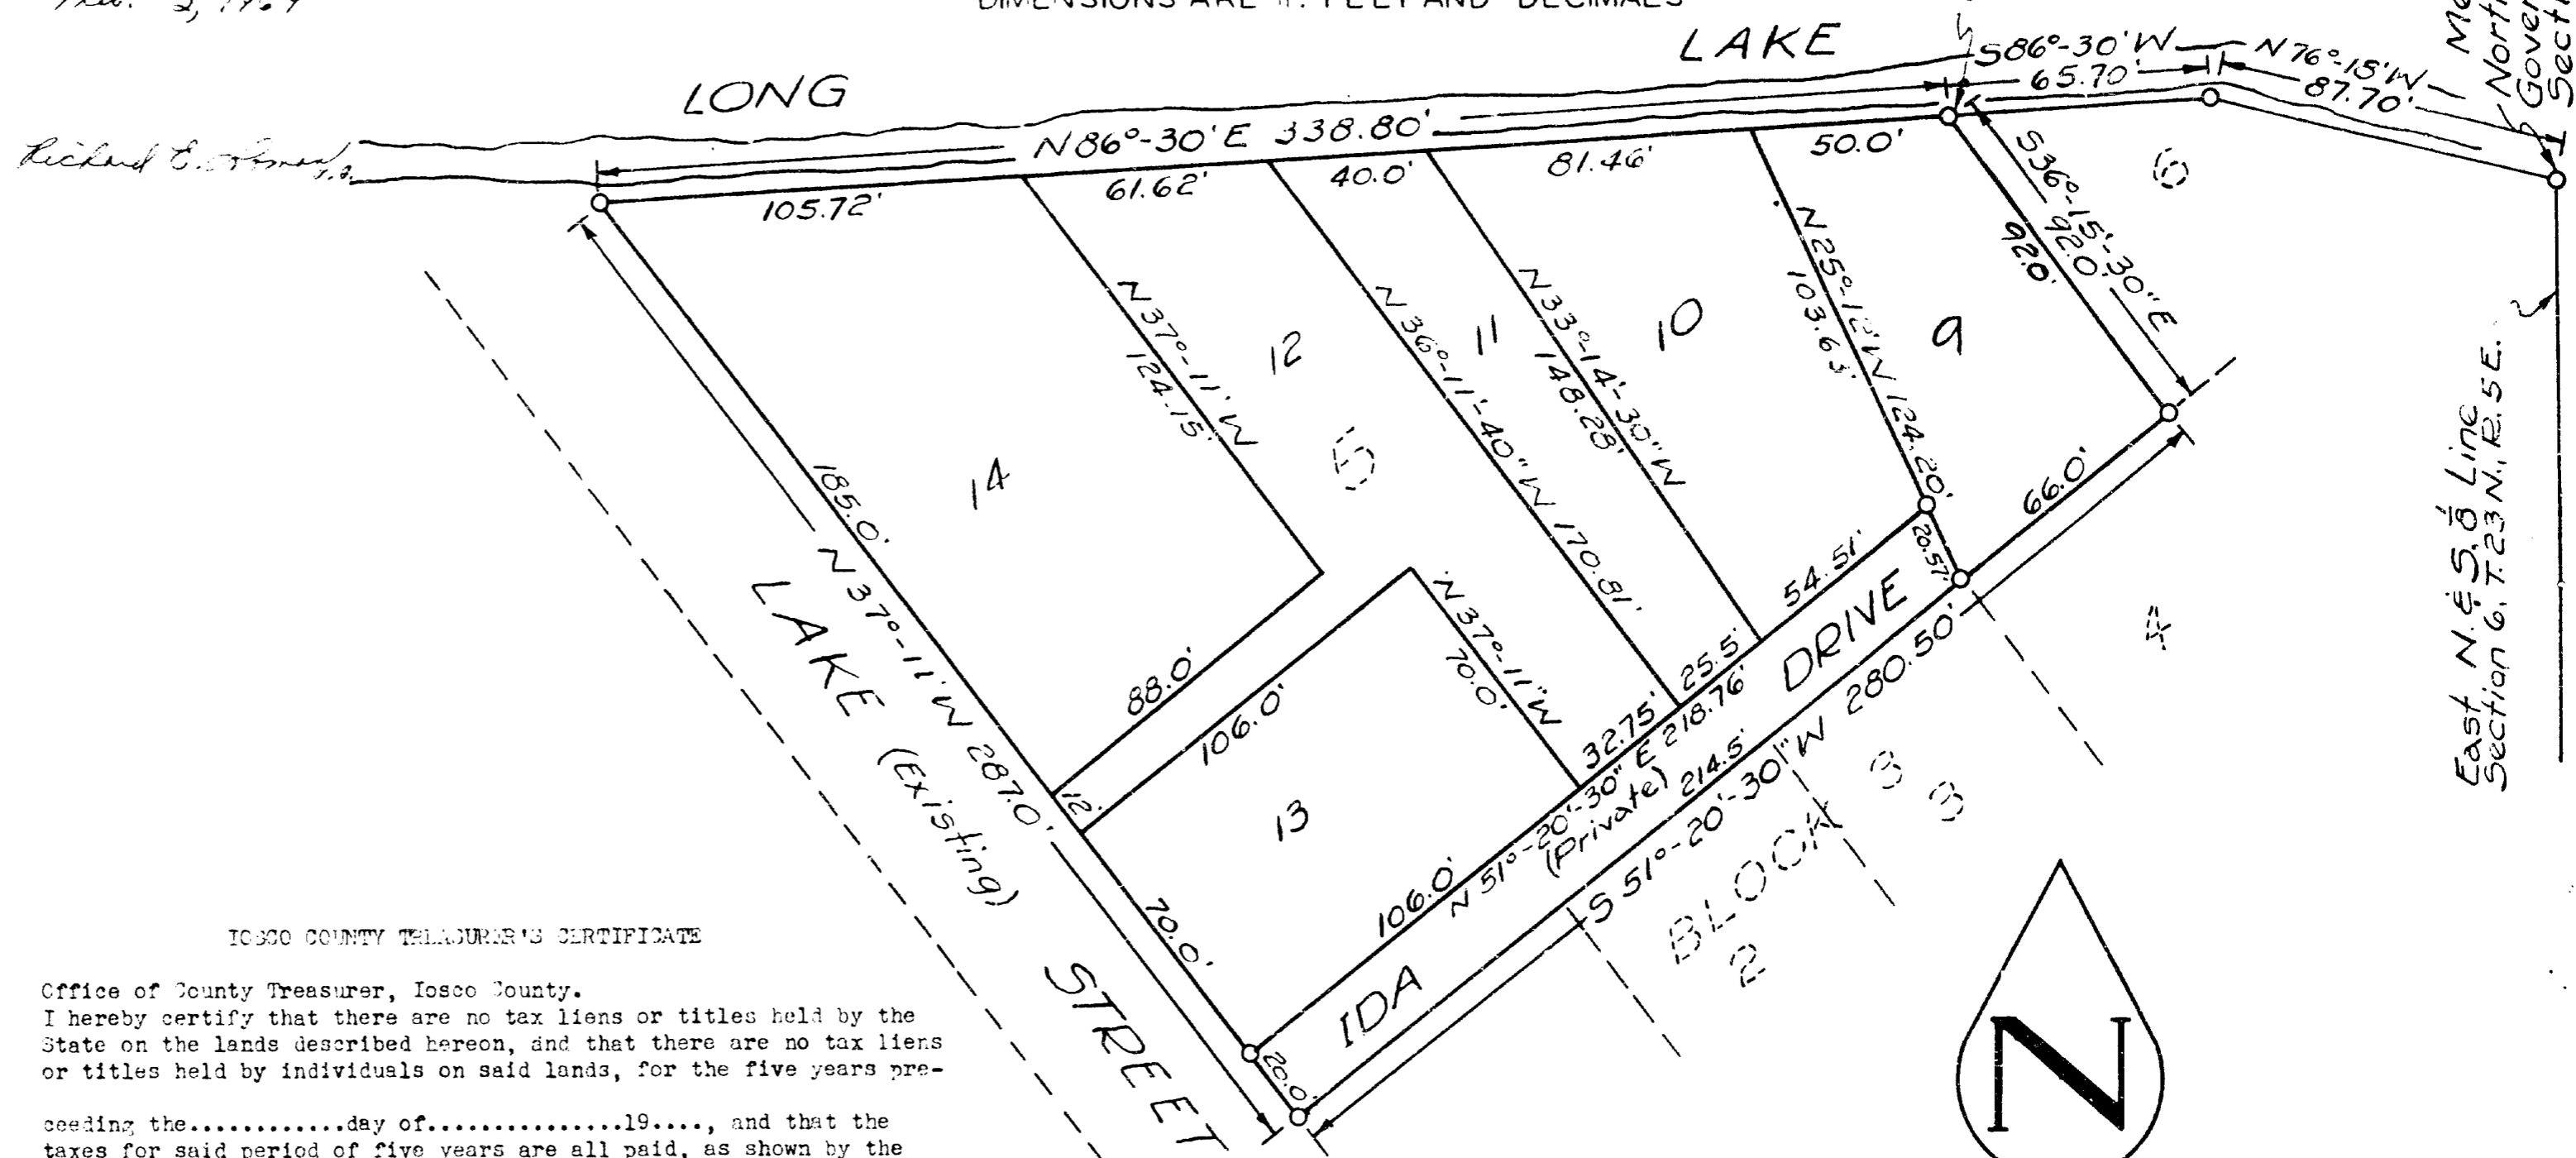 2, 1964
DIMENSIONS ARE IN FEET AND DECIMALS
LONG
LAKE
S86°-30'W
65.70'
N76°-15'W
87.70'
Richard E.
N86°-30'E 338.80'
105.72'
61.62'
40.0'
81.46'
50.0'
S36°-15'-30"E
92.0'
92.0'
6
N37°-11'W
124.15'
12
5
N36°-11'-40"W 170.81'
11
N33°-14'-30"W
148.28'
10
N25°-12'W 124.20'
103.63'
9
14
185.0'
N37°-11'W 287.0'
LAKE
(Existing)
STREET
88.0'
106.0'
12'
13
N37°-11"W
70.0'
70.0'
106.0'
32.75'
25.5'
54.51'
20.57'
66.0'
N 51°-20'-30" E 218.76'
(Private)
214.5'
S 51°-20'-30"W 280.50'
IDA
DRIVE
20.0'
BLOCK 3
2
3
4
East N. & S. 1/8 Line
Section 6, T.23N., R.5E.
N
IOSCO COUNTY TREASURER'S CERTIFICATE
Office of County Treasurer, Iosco County.
I hereby certify that there are no tax liens or titles held by the
State on the lands described hereon, and that there are no tax liens
or titles held by individuals on said lands, for the five years pre-
ceeding the............day of...............19...., and that the
taxes for said period of five years are all paid, as shown by the